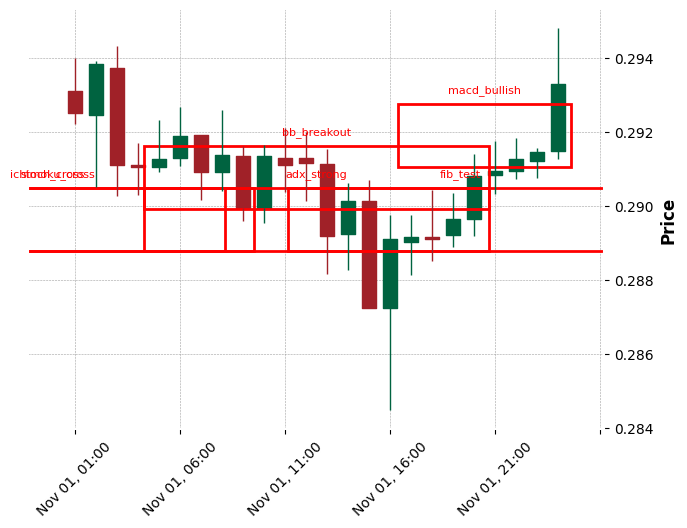 0.294
macd_bullish
0.292
bb_breakout
adx_strong
fib_test
0.290
Price
0.288
0.286
0.284
Nov 01, 01:00
Nov 01, 06:00
Nov 01, 11:00
Nov 01, 16:00
Nov 01, 21:00